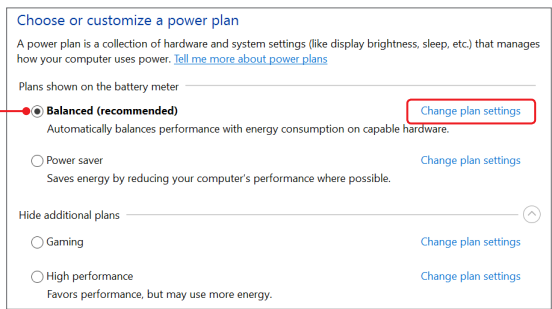 Choose or customize a power plan
A power plan is a collection of hardware and system settings (like display brightness, sleep, etc.) that manages
how your computer uses power. Tell me more about power plans
Plans shown on the battery meter
Balanced (recommended) Change plan settings
Automatically balances performance with energy consumption on capable hardware.
Power saver Change plan settings
Saves energy by reducing your computer's performance where possible.
Hide additional plans
Gaming Change plan settings
High performance Change plan settings
Favors performance, but may use more energy.